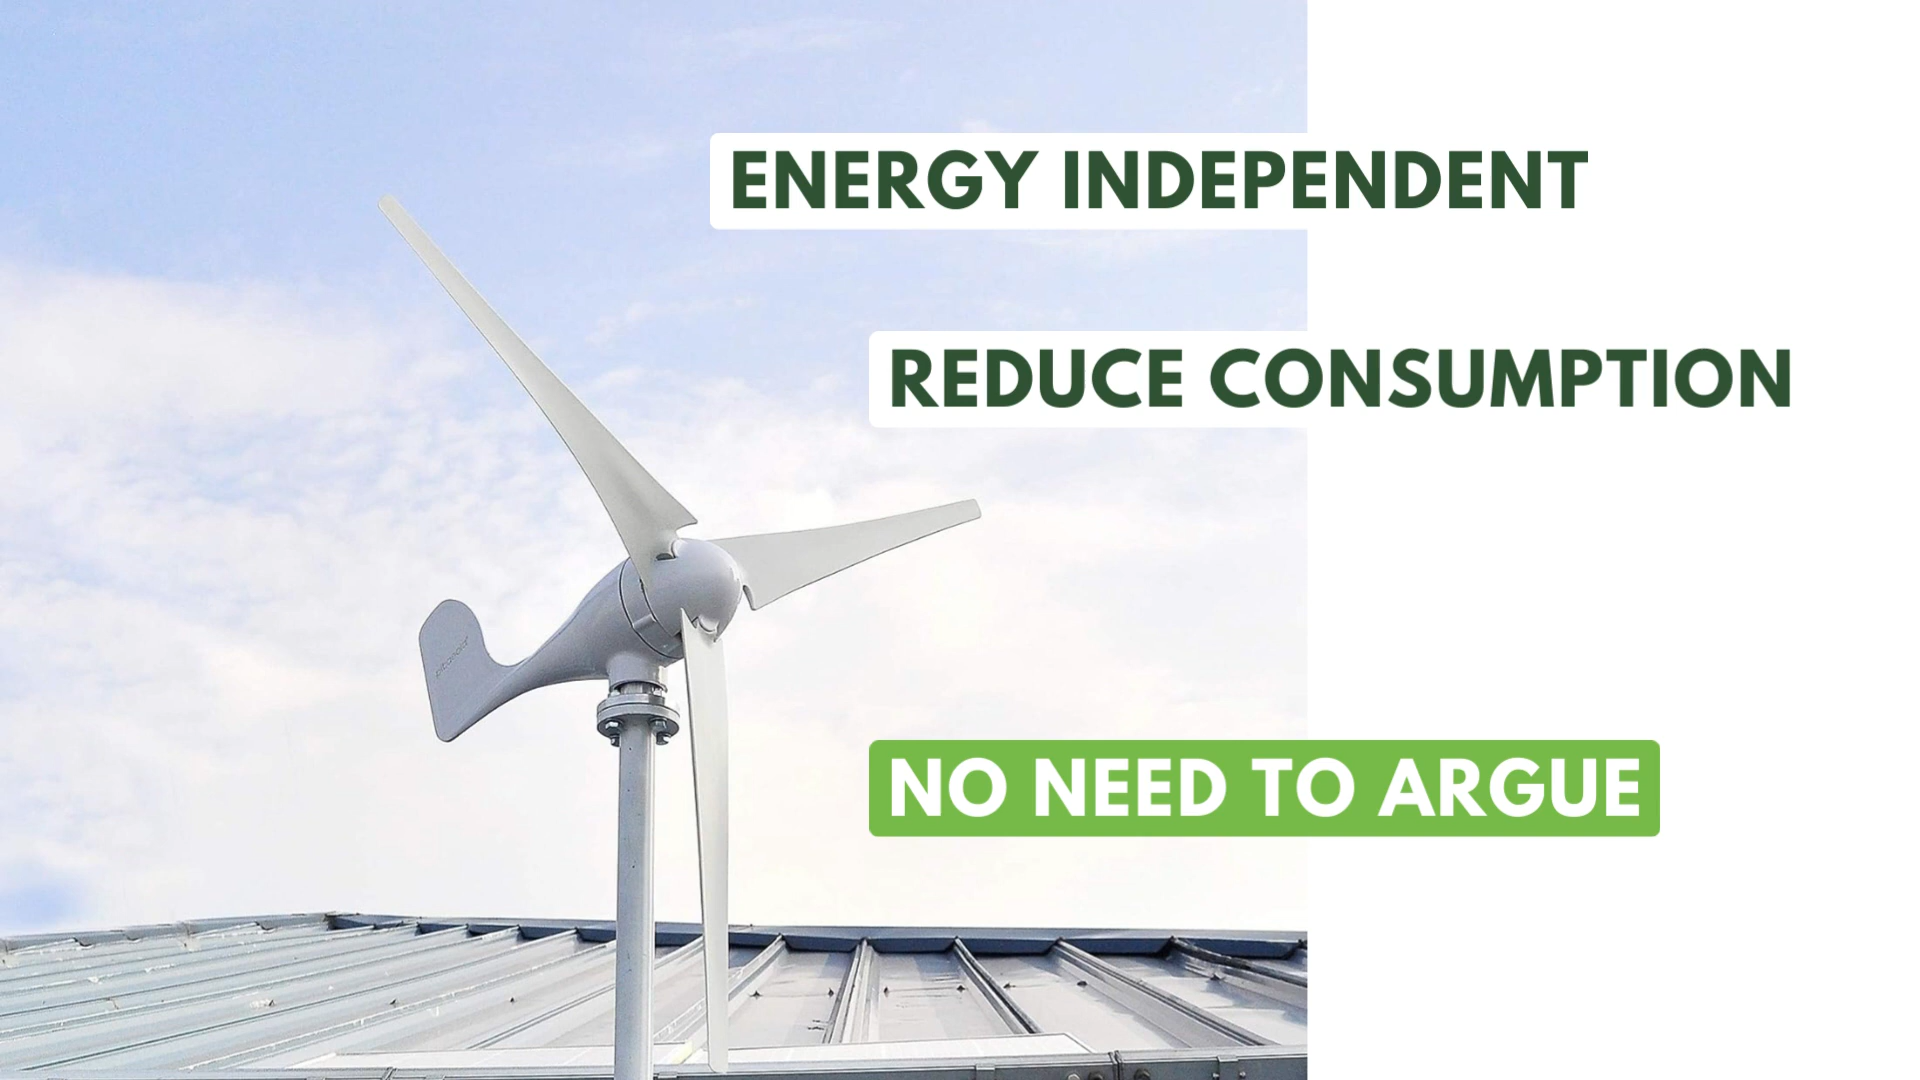 ENERGY INDEPENDENT
REDUCE CONSUMPTION
NO NEED TO ARGUE